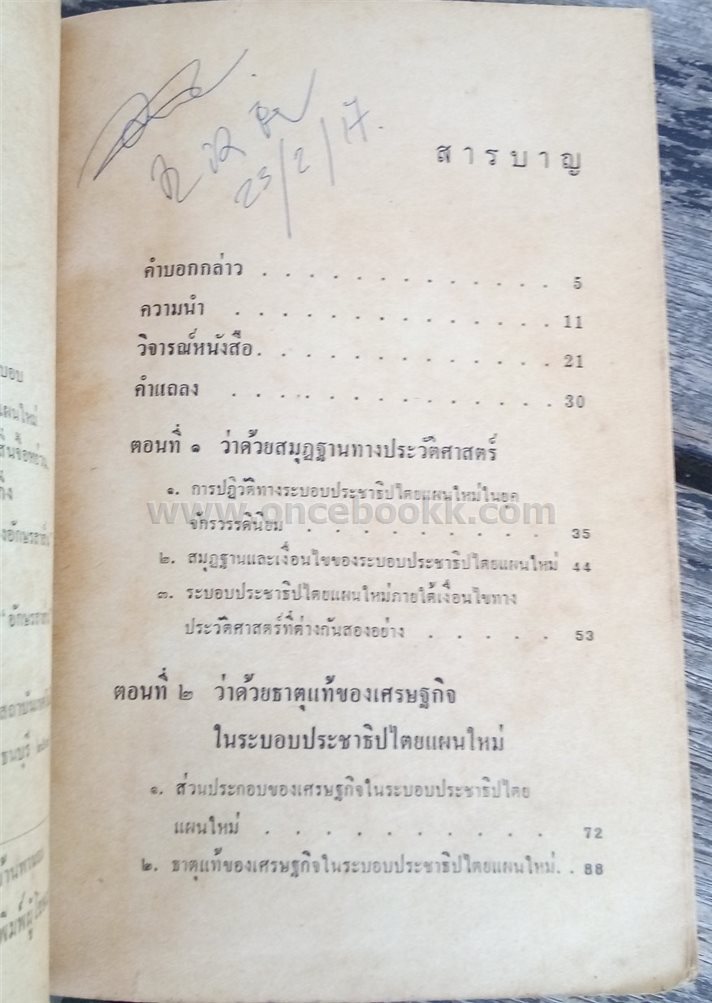 25/2/17.
สารบาญ
คำบอกกล่าว . . . . . . . . . . . . . 5
ความนำ . . . . . . . . . . . . . . 11
วิจารณ์หนังสือ . . . . . . . . . . . . 21
คำแถลง . . . . . . . . . . . . . 30
ตอนที่ ๑ ว่าด้วยสมุฏฐานทางประวัติศาสตร์
๑. การปฏิวัติทางระบอบประชาธิปไตยแผนใหม่ในยุค
จักรวรรดินิยม . . . . . . . . . . 35
www.oncebookk.com
๒. สมุฏฐานและเงื่อนไขของระบอบประชาธิปไตยแผนใหม่ 44
๓. ระบอบประชาธิปไตยแผนใหม่ภายใต้เงื่อนไขทาง
ประวัติศาสตร์ที่ต่างกันสองอย่าง . . . . . 53
ตอนที่ ๒ ว่าด้วยธาตุแท้ของเศรษฐกิจ
ในระบอบประชาธิปไตยแผนใหม่
๑. ส่วนประกอบของเศรษฐกิจในระบอบประชาธิปไตย
แผนใหม่ . . . . . . . . . . 72
๒. ธาตุแท้ของเศรษฐกิจในระบอบประชาธิปไตยแผนใหม่. . 88